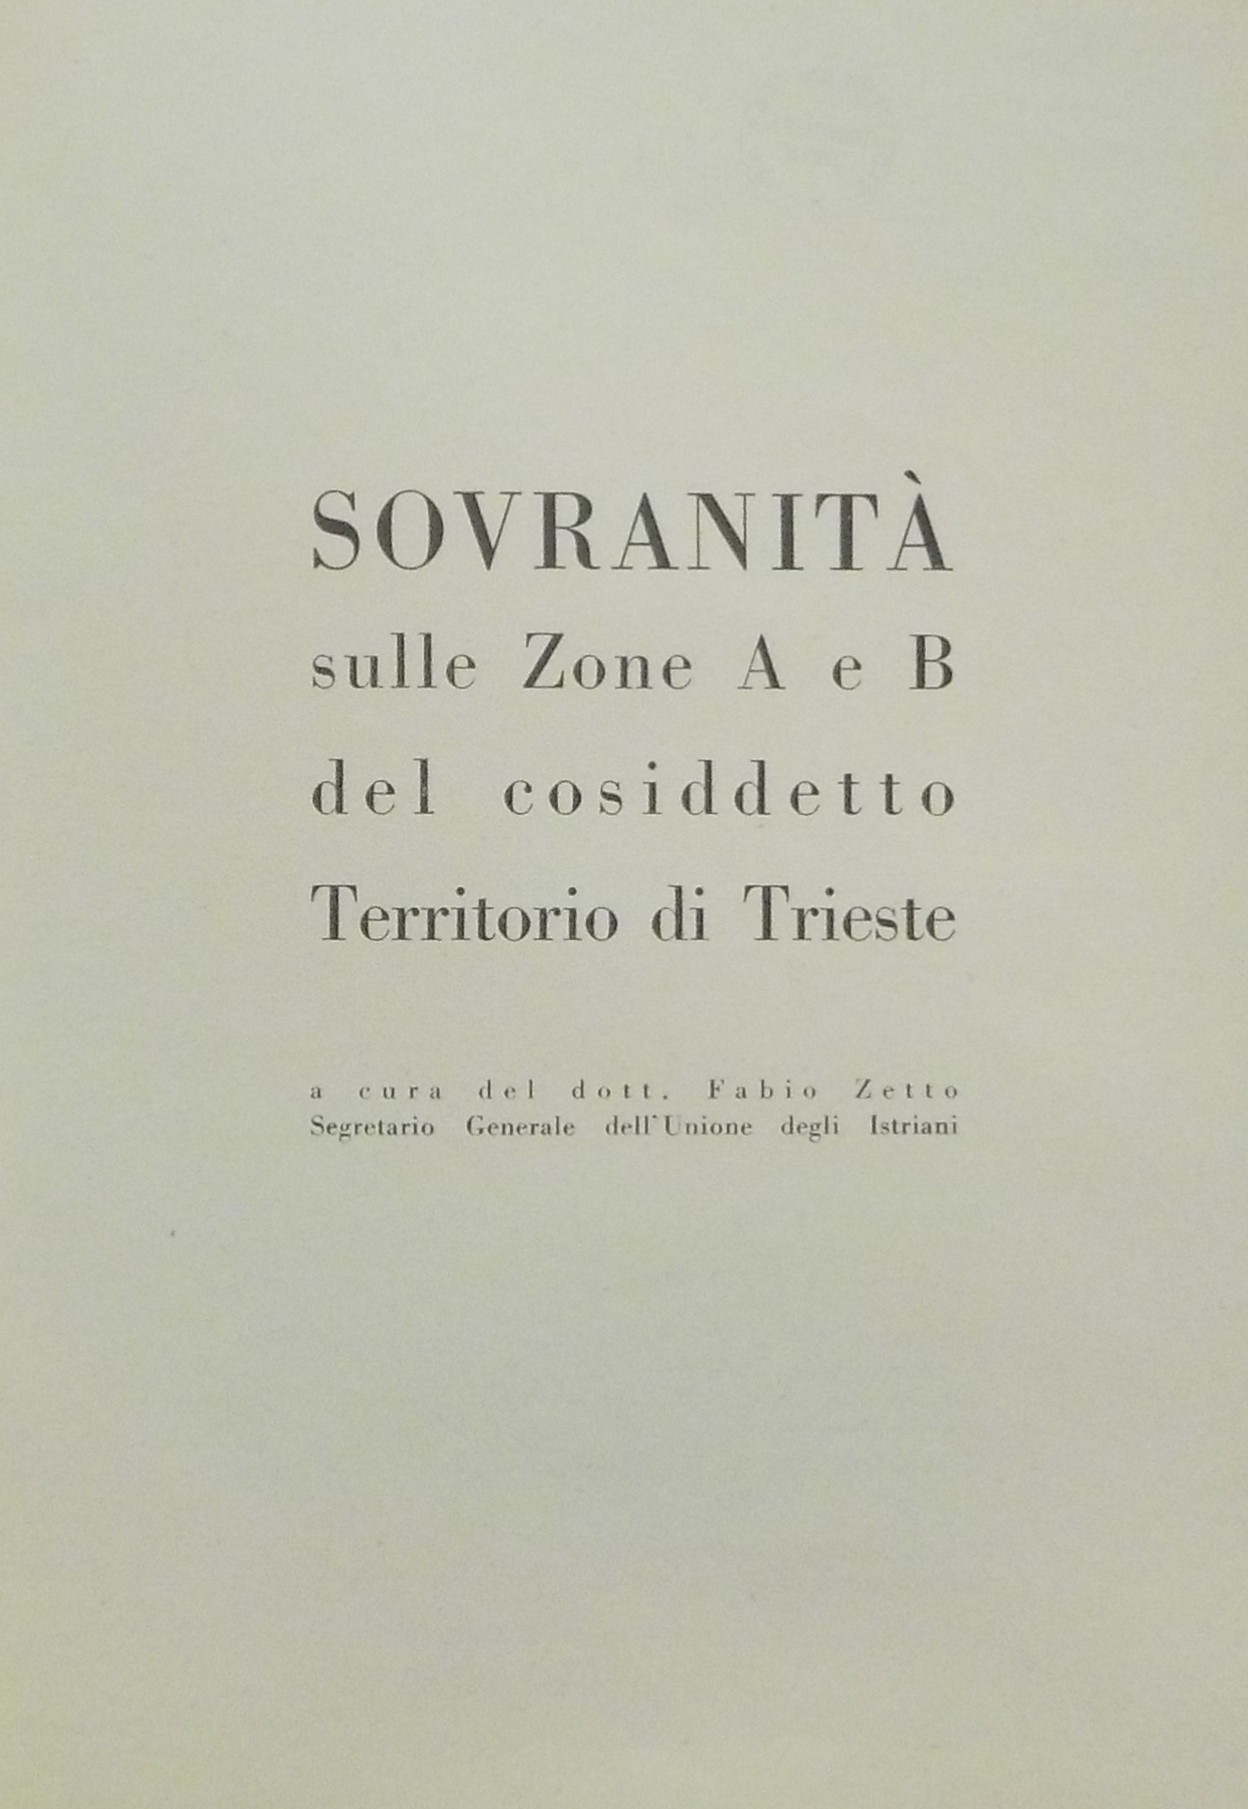 SOVRANITÀ
sulle Zone A e B
del cosiddetto
Territorio di Trieste
a cura del dott. Fabio Zetto
Segretario Generale dell'Unione degli Istriani